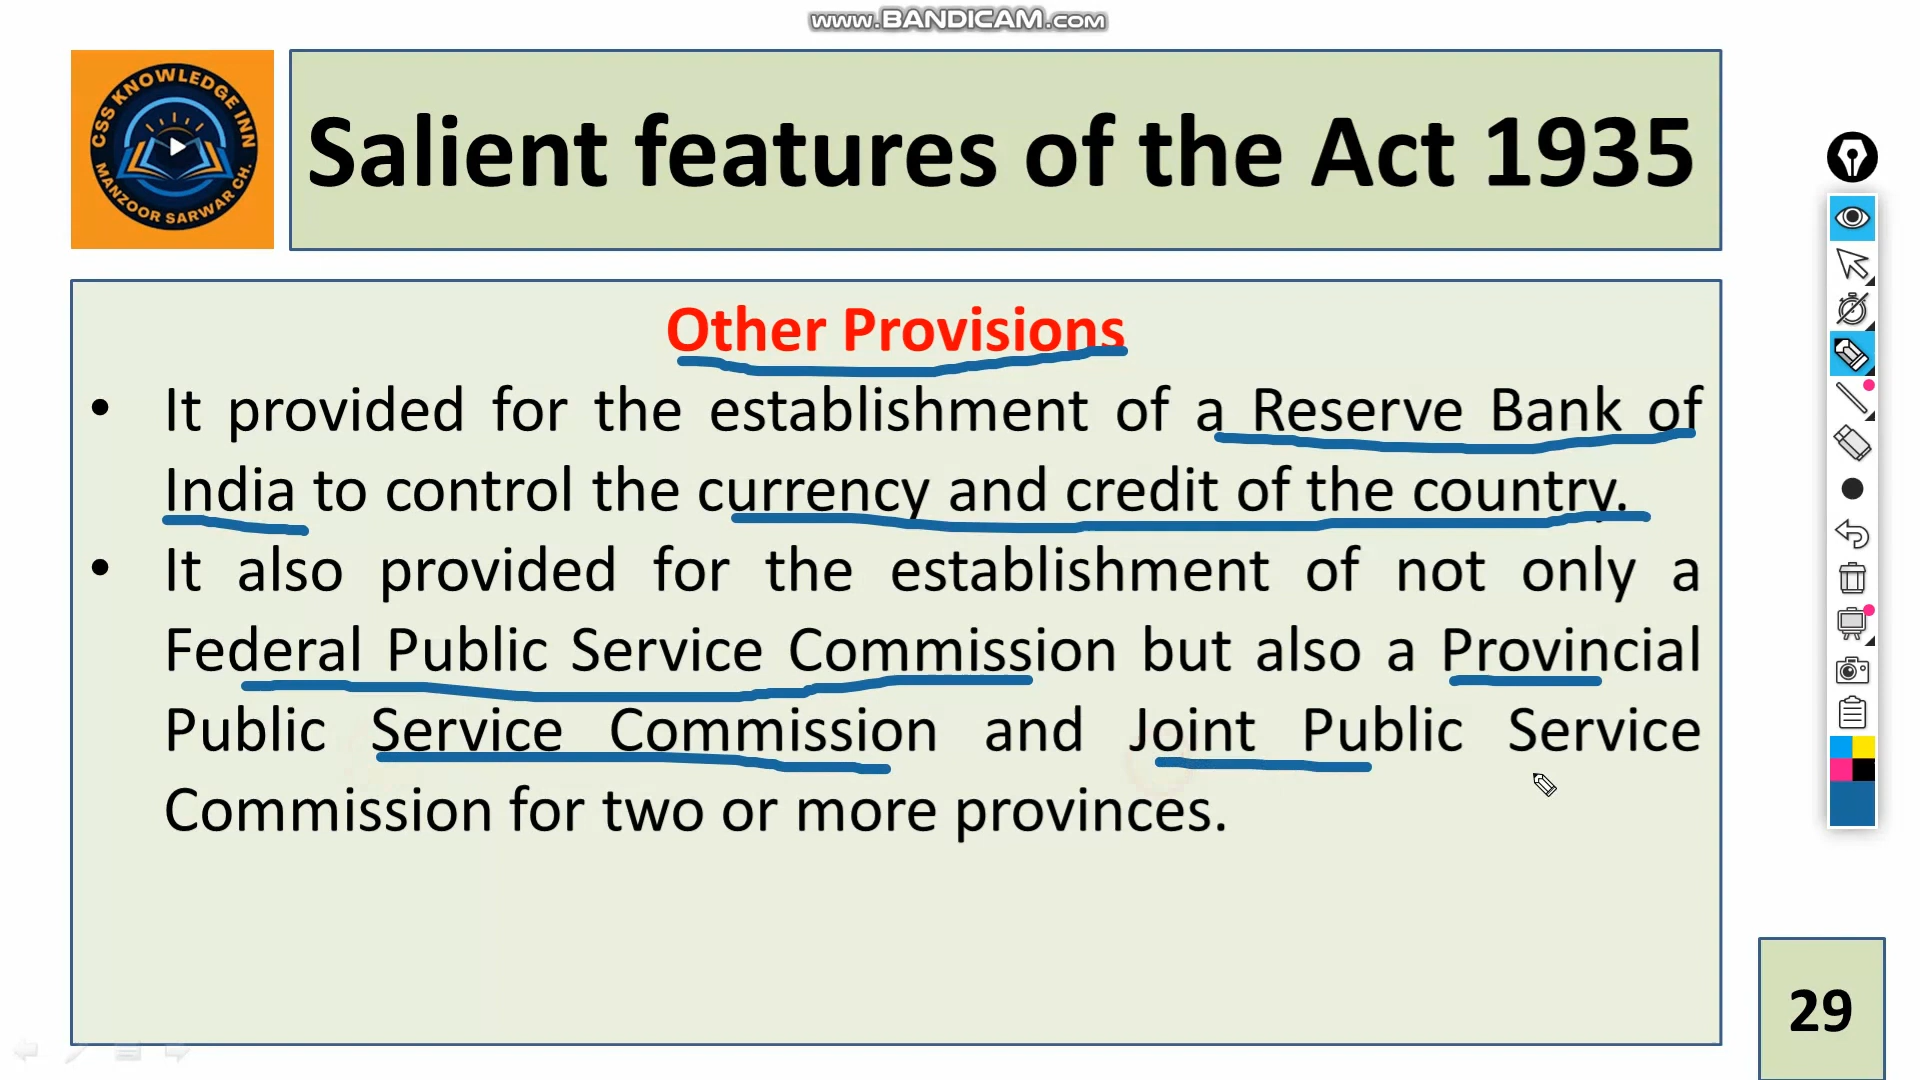 www.BANDICAM.com
CSS KNOWLEDGE INN
MANZOOR SARWAR CH.
Salient features of the Act 1935
Other Provisions
• It provided for the establishment of a Reserve Bank of
India to control the currency and credit of the country.
• It also provided for the establishment of not only a
Federal Public Service Commission but also a Provincial
Public Service Commission and Joint Public Service
Commission for two or more provinces.
29